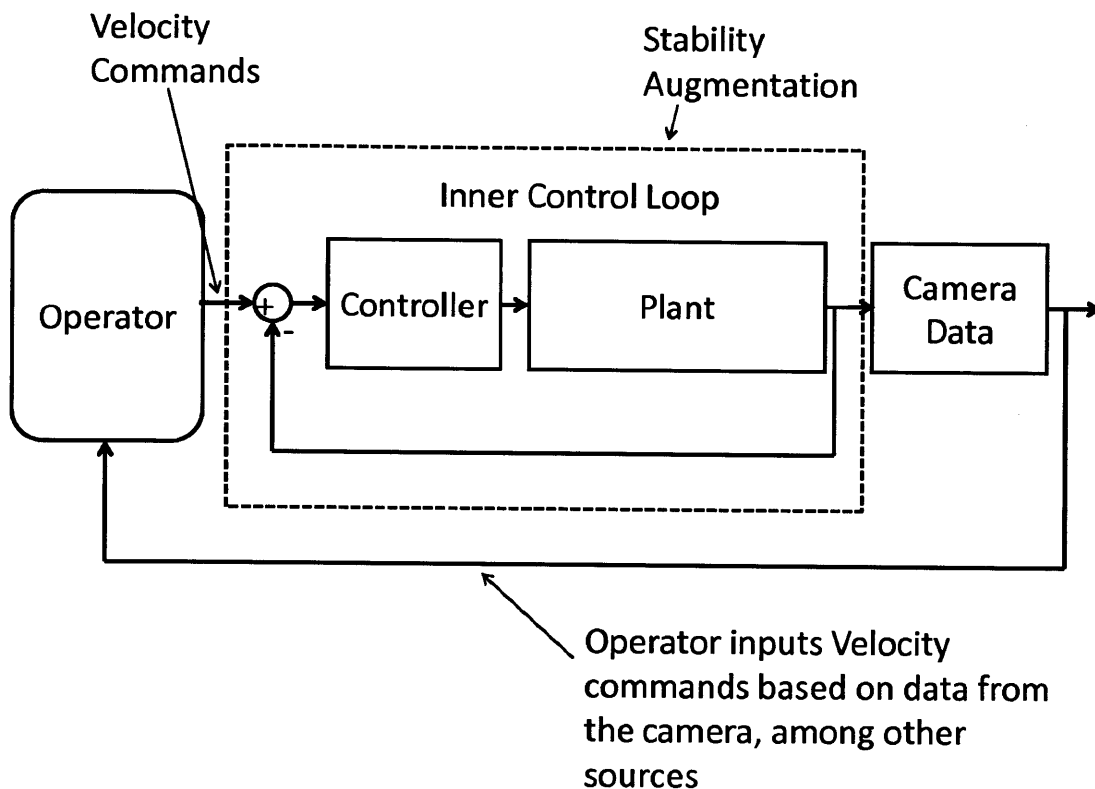 Velocity
Commands
Stability
Augmentation
Inner Control Loop
Operator
+
-
Controller
Plant
Camera
Data
Operator inputs Velocity
commands based on data from
the camera, among other
sources